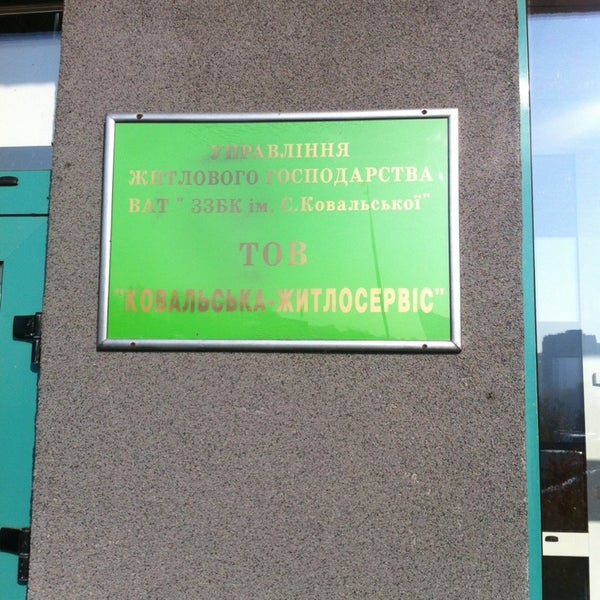 УПРАВЛІННЯ
ЖИТЛОВОГО ГОСПОДАРСТВА
ВАТ " ЗЗБК ім. С.Ковальської"
ТОВ
"КОВАЛЬСЬКА-ЖИТЛОСЕРВІС"